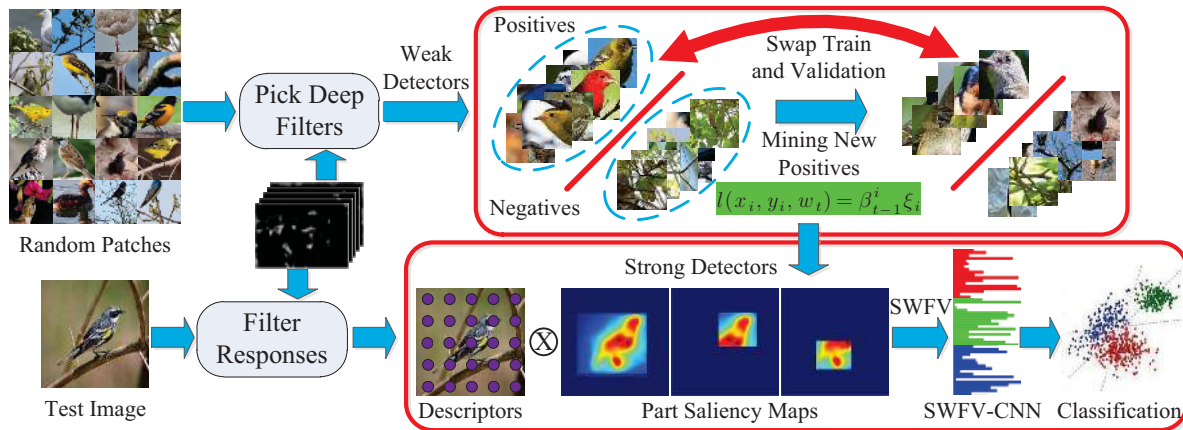 Random Patches
Pick Deep
Filters
Weak
Detectors
Positives
Negatives
Swap Train
and Validation
Mining New
Positives
l(x_i, y_i, w_t) = β^i_{t-1} ξ_i
Test Image
Filter
Responses
Strong Detectors
Descriptors
⊗
Part Saliency Maps
SWFV
SWFV-CNN
Classification